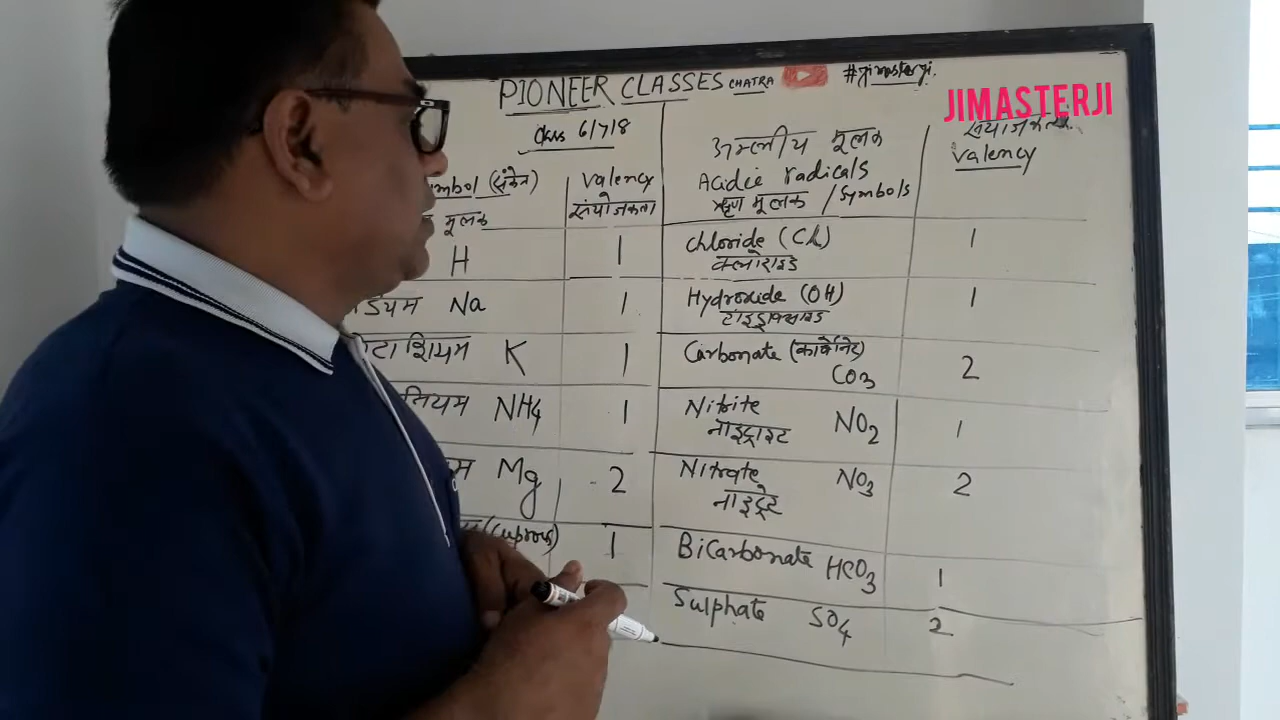 PIONEER CLASSES CHATRA #jimasterji.
JIMASTERJI
Class 6/7/8
mbol (संकेत) Valency
मूलक संयोजकता
अम्लीय मूलक
Acidic radicals
ऋण मूलक / Symbols
valency
H 1 Chloride (Cl) 1
क्लोराइड
डियम Na 1 Hydroxide (OH) 1
हाइड्रोक्साइड
टाशियम K 1 Carbonate (कार्बोनेट) 2
CO3
नियम NH4 1 Nitrite NO2 1
नाइट्राइट
Mg 2 Nitrate NO3 2
नाइट्रेट
(Cuprous) 1 Bicarbonate HCO3 1
Sulphate SO4 2